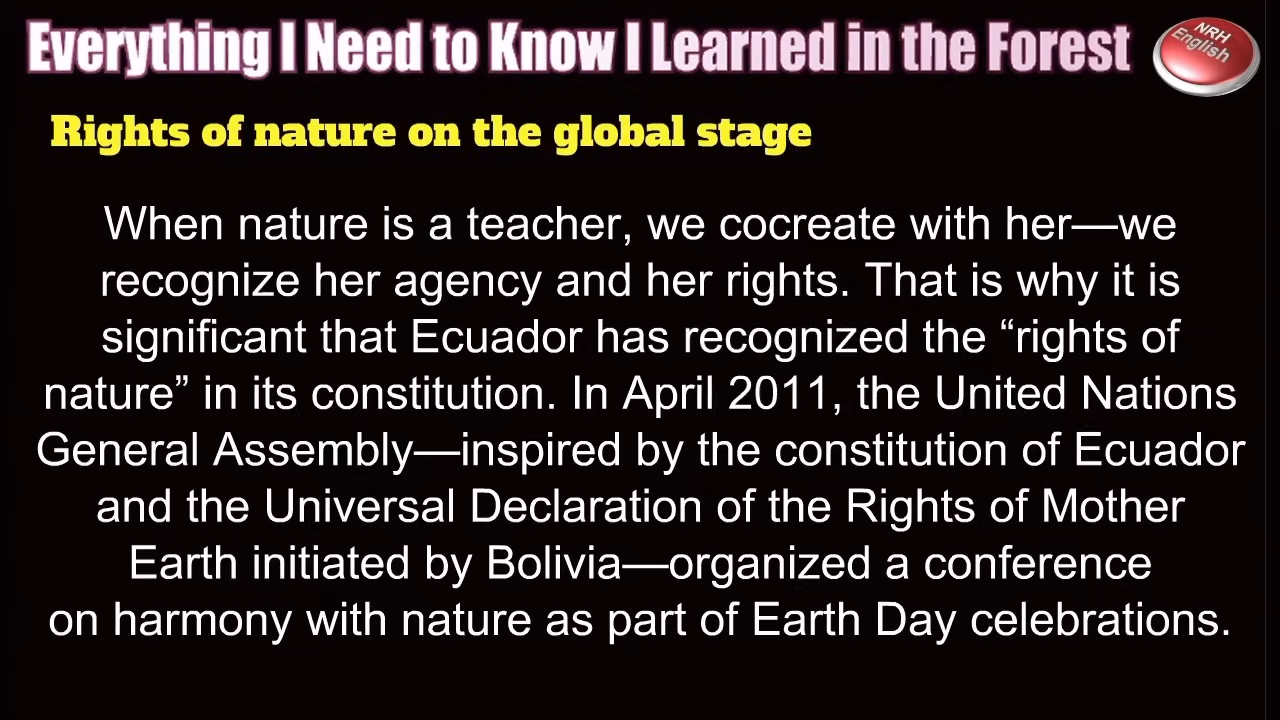 Everything I Need to Know I Learned in the Forest
NRH
English
Rights of nature on the global stage
When nature is a teacher, we cocreate with her—we
recognize her agency and her rights. That is why it is
significant that Ecuador has recognized the “rights of
nature” in its constitution. In April 2011, the United Nations
General Assembly—inspired by the constitution of Ecuador
and the Universal Declaration of the Rights of Mother
Earth initiated by Bolivia—organized a conference
on harmony with nature as part of Earth Day celebrations.